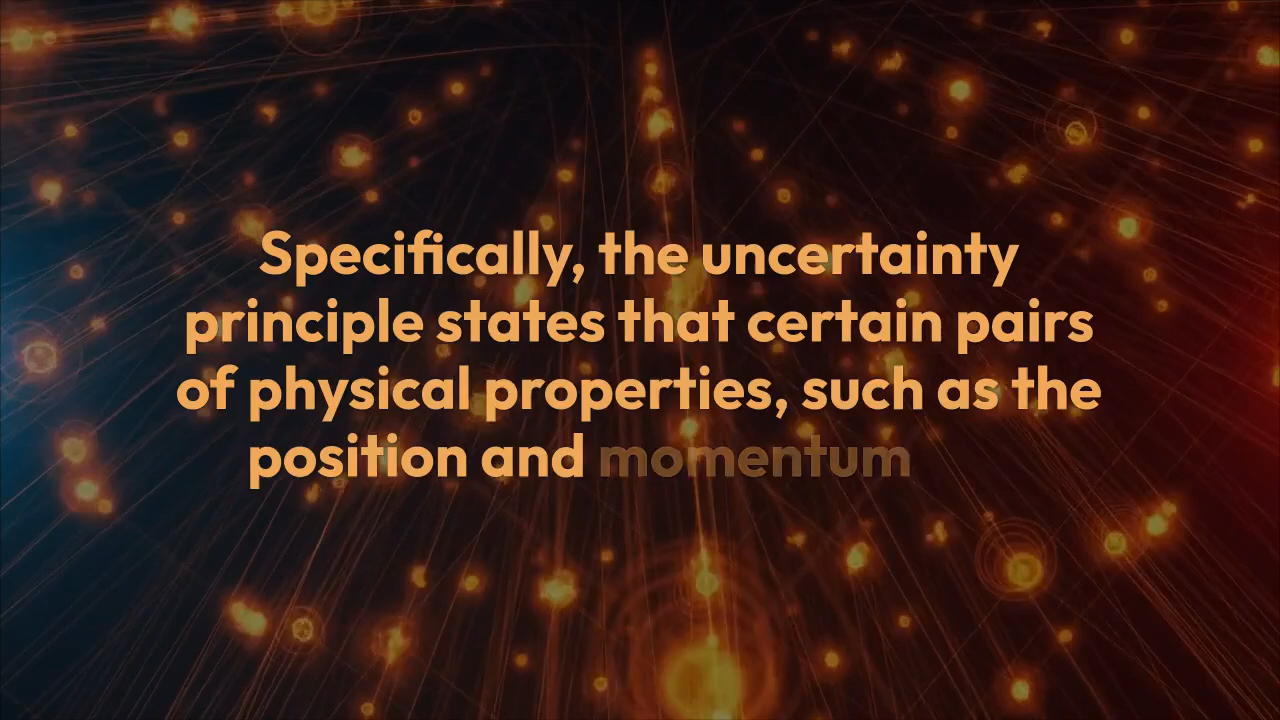 Specifically, the uncertainty
principle states that certain pairs
of physical properties, such as the
position and momentum